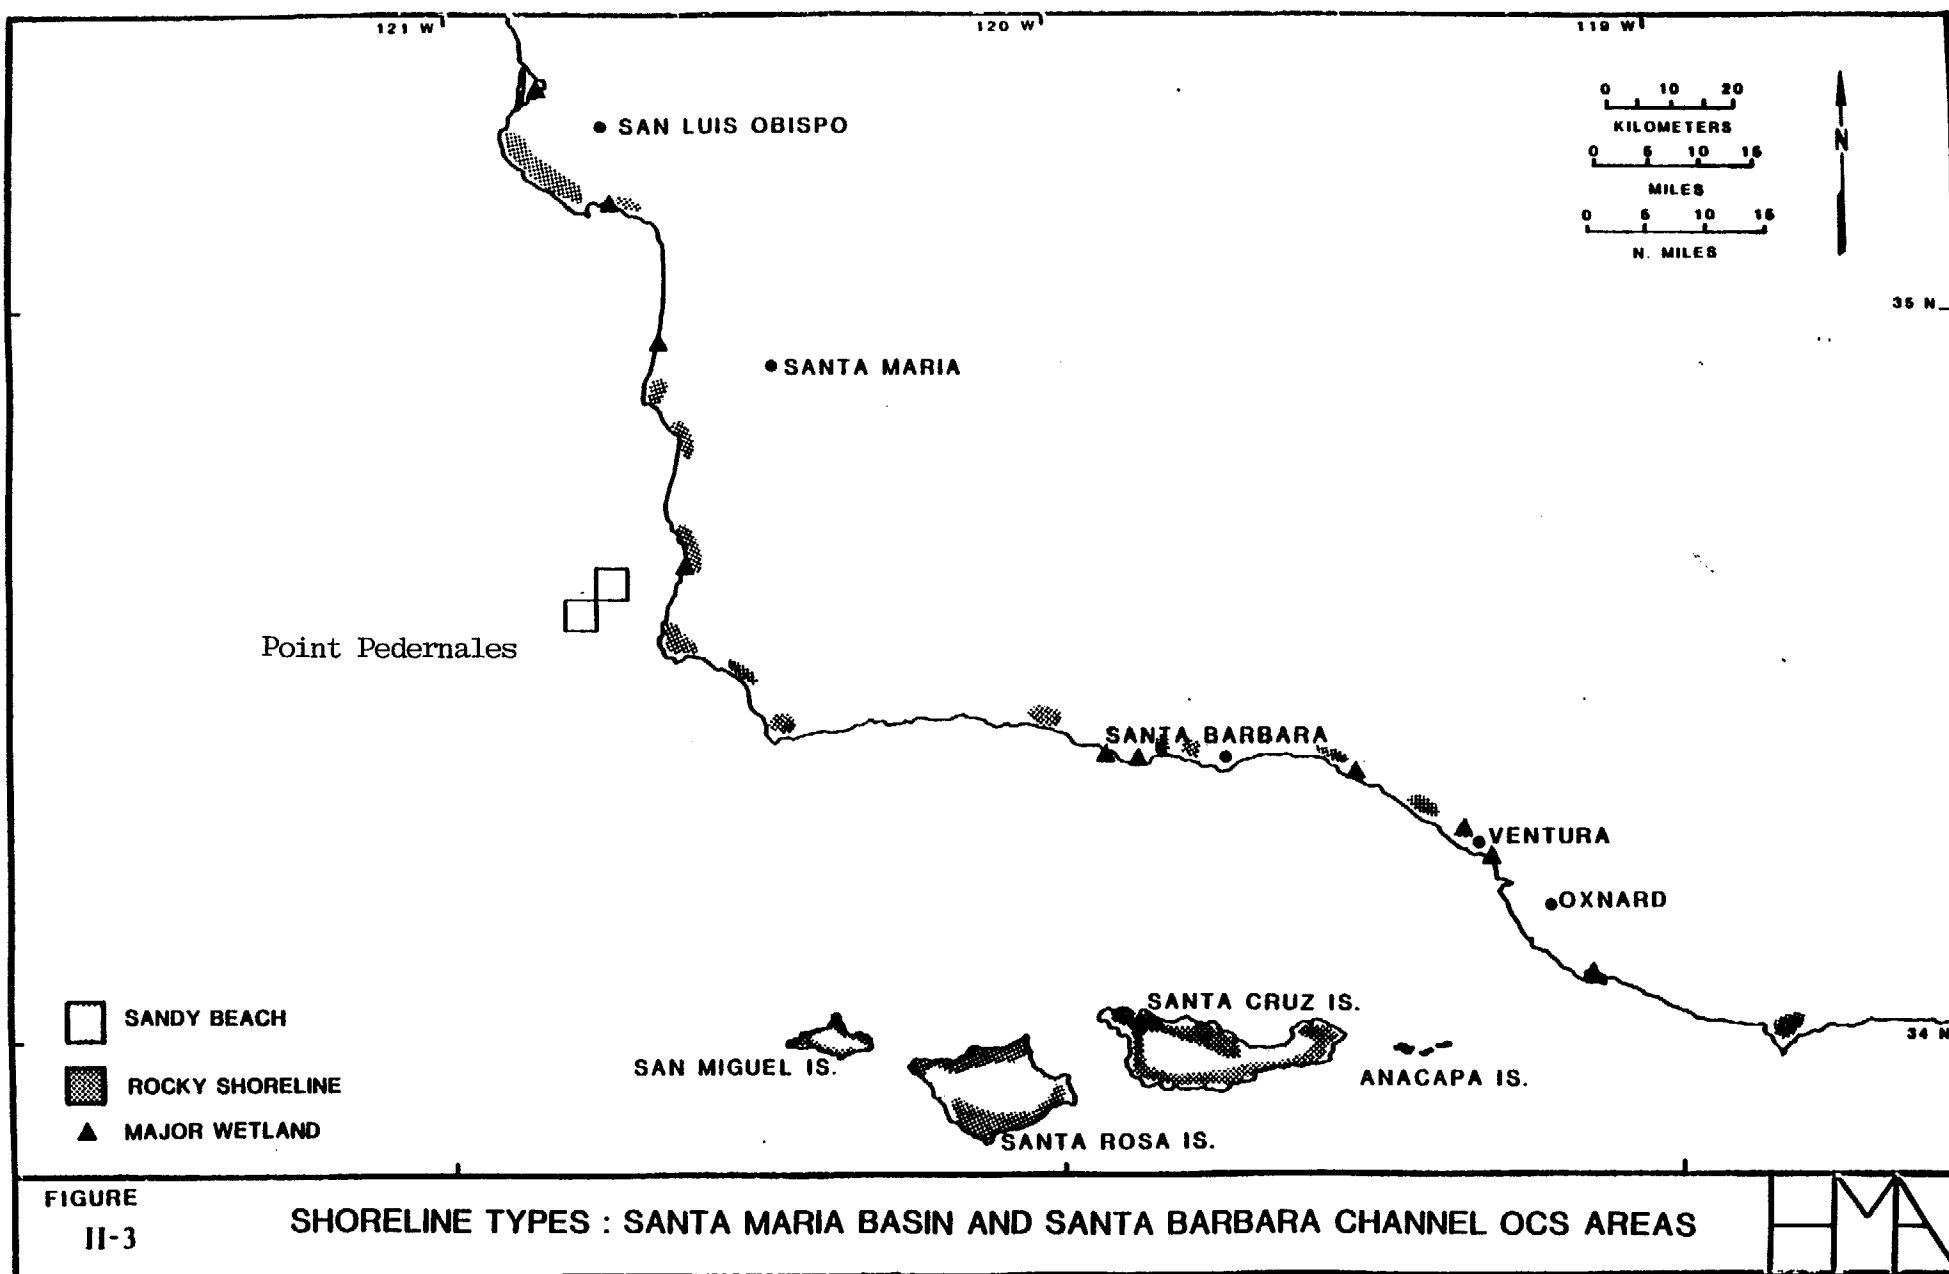 121 W
120 W
119 W
0 10 20
KILOMETERS
0 5 10 15
MILES
0 5 10 15
N. MILES
N
35 N
SAN LUIS OBISPO
SANTA MARIA
Point Pedernales
SANTA BARBARA
VENTURA
OXNARD
SANTA CRUZ IS.
SAN MIGUEL IS.
ANACAPA IS.
SANTA ROSA IS.
34 N
SANDY BEACH
ROCKY SHORELINE
MAJOR WETLAND
FIGURE
II-3
SHORELINE TYPES : SANTA MARIA BASIN AND SANTA BARBARA CHANNEL OCS AREAS
HMA